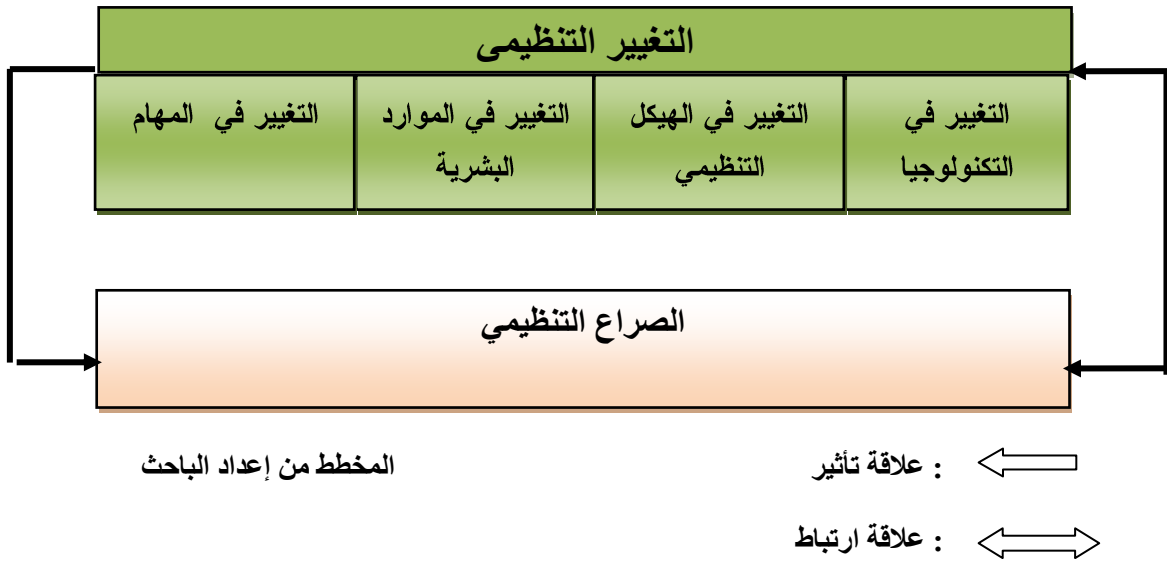 التغيير التنظيمى
التغيير في التكنولوجيا
التغيير في الهيكل التنظيمي
التغيير في الموارد البشرية
التغيير في المهام
الصراع التنظيمي
: علاقة تأثير
المخطط من إعداد الباحث
: علاقة ارتباط